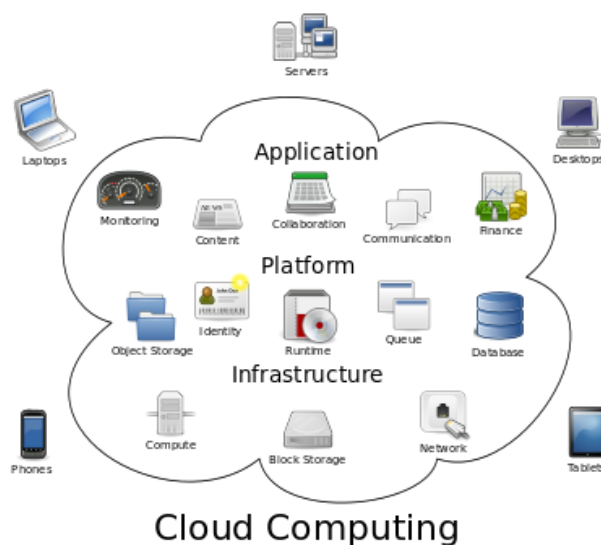 Servers
Laptops
Desktops
Application
Monitoring
Content
Collaboration
Communication
Finance
Platform
Object Storage
Identity
Runtime
Queue
Database
Infrastructure
Compute
Block Storage
Network
Phones
Tablet
Cloud Computing